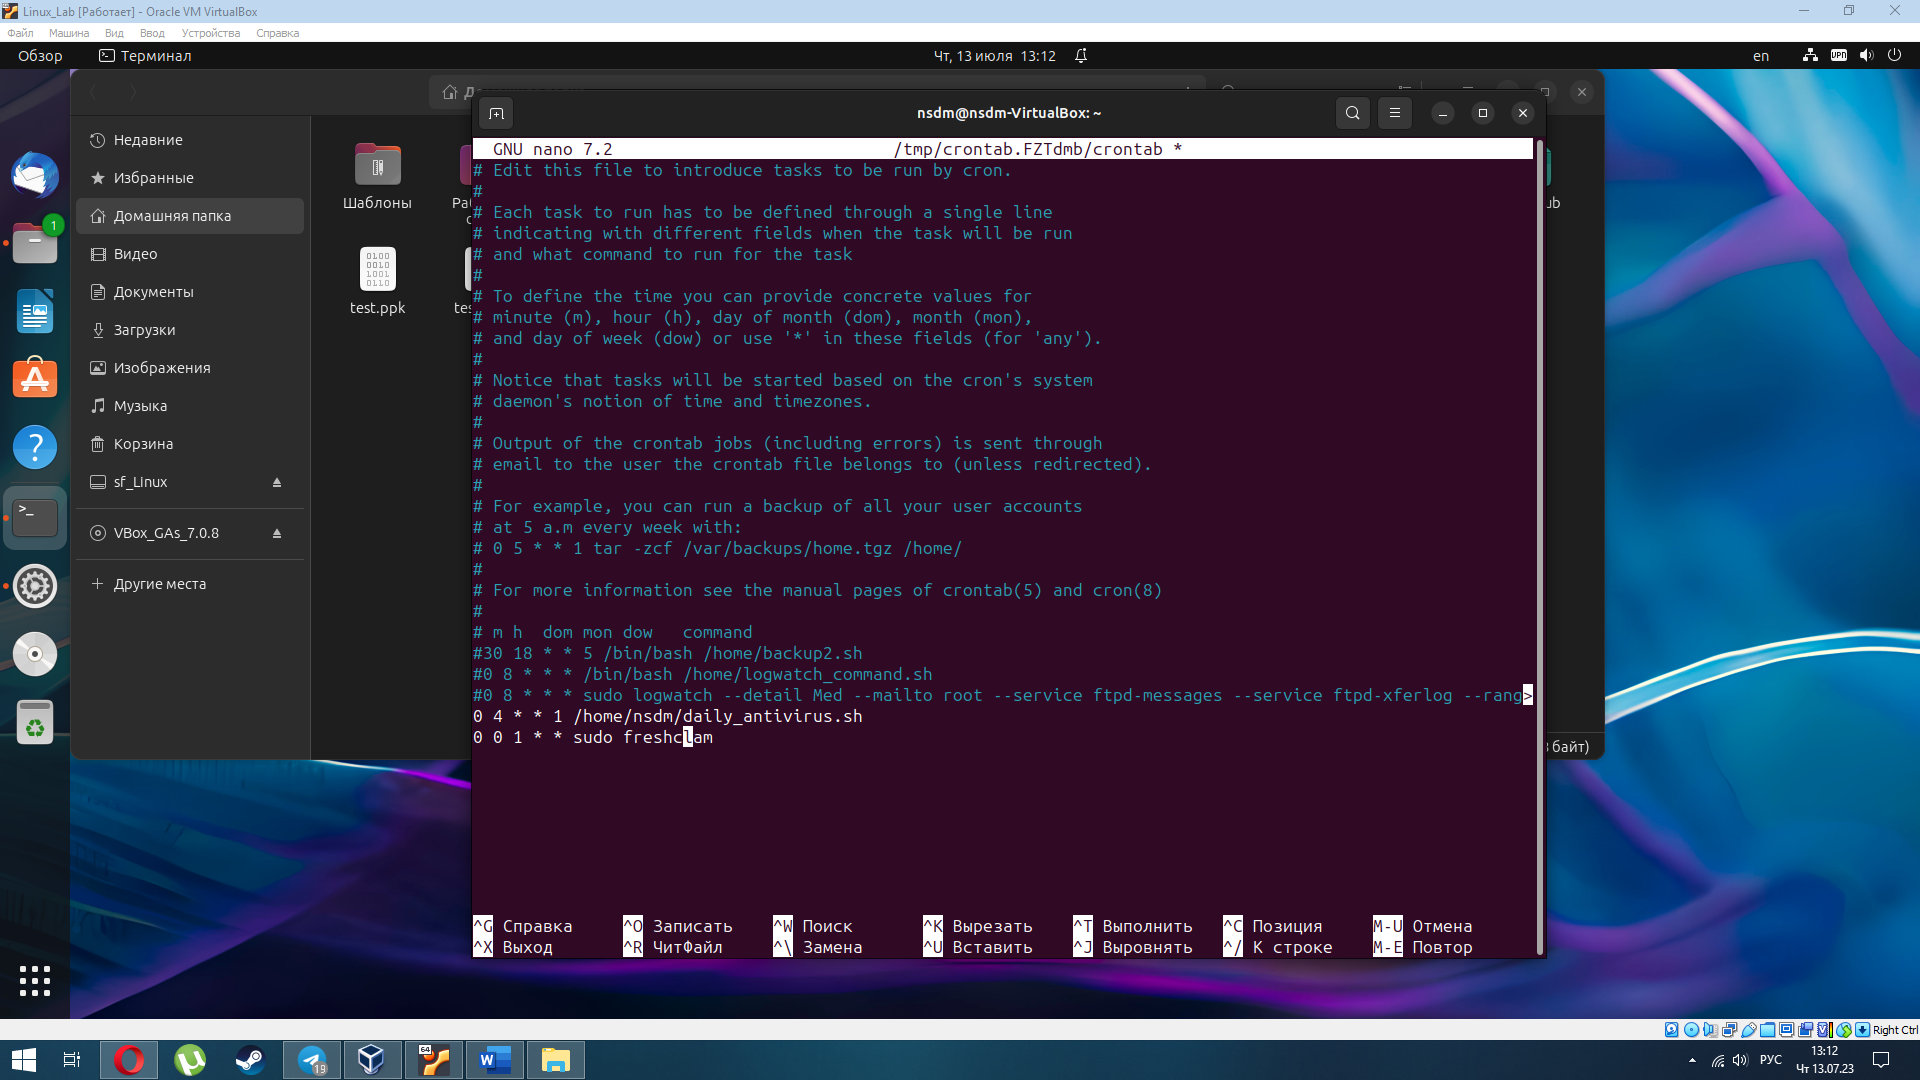 Linux_Lab [Работает] - Oracle VM VirtualBox
Файл Машина Вид Ввод Устройства Справка
Обзор Терминал Чт, 13 июля 13:12 en VPN
nsdm@nsdm-VirtualBox: ~
Недавние
Избранные
Домашняя папка
Видео
Документы
Загрузки
Изображения
Музыка
Корзина
sf_Linux
VBox_GAs_7.0.8
Другие места
1
Шаблоны
test.ppk
GNU nano 7.2 /tmp/crontab.FZTdmb/crontab *
# Edit this file to introduce tasks to be run by cron.
#
# Each task to run has to be defined through a single line
# indicating with different fields when the task will be run
# and what command to run for the task
#
# To define the time you can provide concrete values for
# minute (m), hour (h), day of month (dom), month (mon),
# and day of week (dow) or use '*' in these fields (for 'any').
#
# Notice that tasks will be started based on the cron's system
# daemon's notion of time and timezones.
#
# Output of the crontab jobs (including errors) is sent through
# email to the user the crontab file belongs to (unless redirected).
#
# For example, you can run a backup of all your user accounts
# at 5 a.m every week with:
# 0 5 * * 1 tar -zcf /var/backups/home.tgz /home/
#
# For more information see the manual pages of crontab(5) and cron(8)
#
# m h  dom mon dow   command
#30 18 * * 5 /bin/bash /home/backup2.sh
#0 8 * * * /bin/bash /home/logwatch_command.sh
#0 8 * * * sudo logwatch --detail Med --mailto root --service ftpd-messages --service ftpd-xferlog --rang>
0 4 * * 1 /home/nsdm/daily_antivirus.sh
0 0 1 * * sudo freshclam
байт)
^G Справка ^O Записать ^W Поиск ^K Вырезать ^T Выполнить ^C Позиция M-U Отмена
^X Выход ^R ЧитФайл ^\ Замена ^U Вставить ^J Выровнять ^/ К строке M-E Повтор
Right Ctrl
19
64
РУС
13:12
Чт 13.07.23